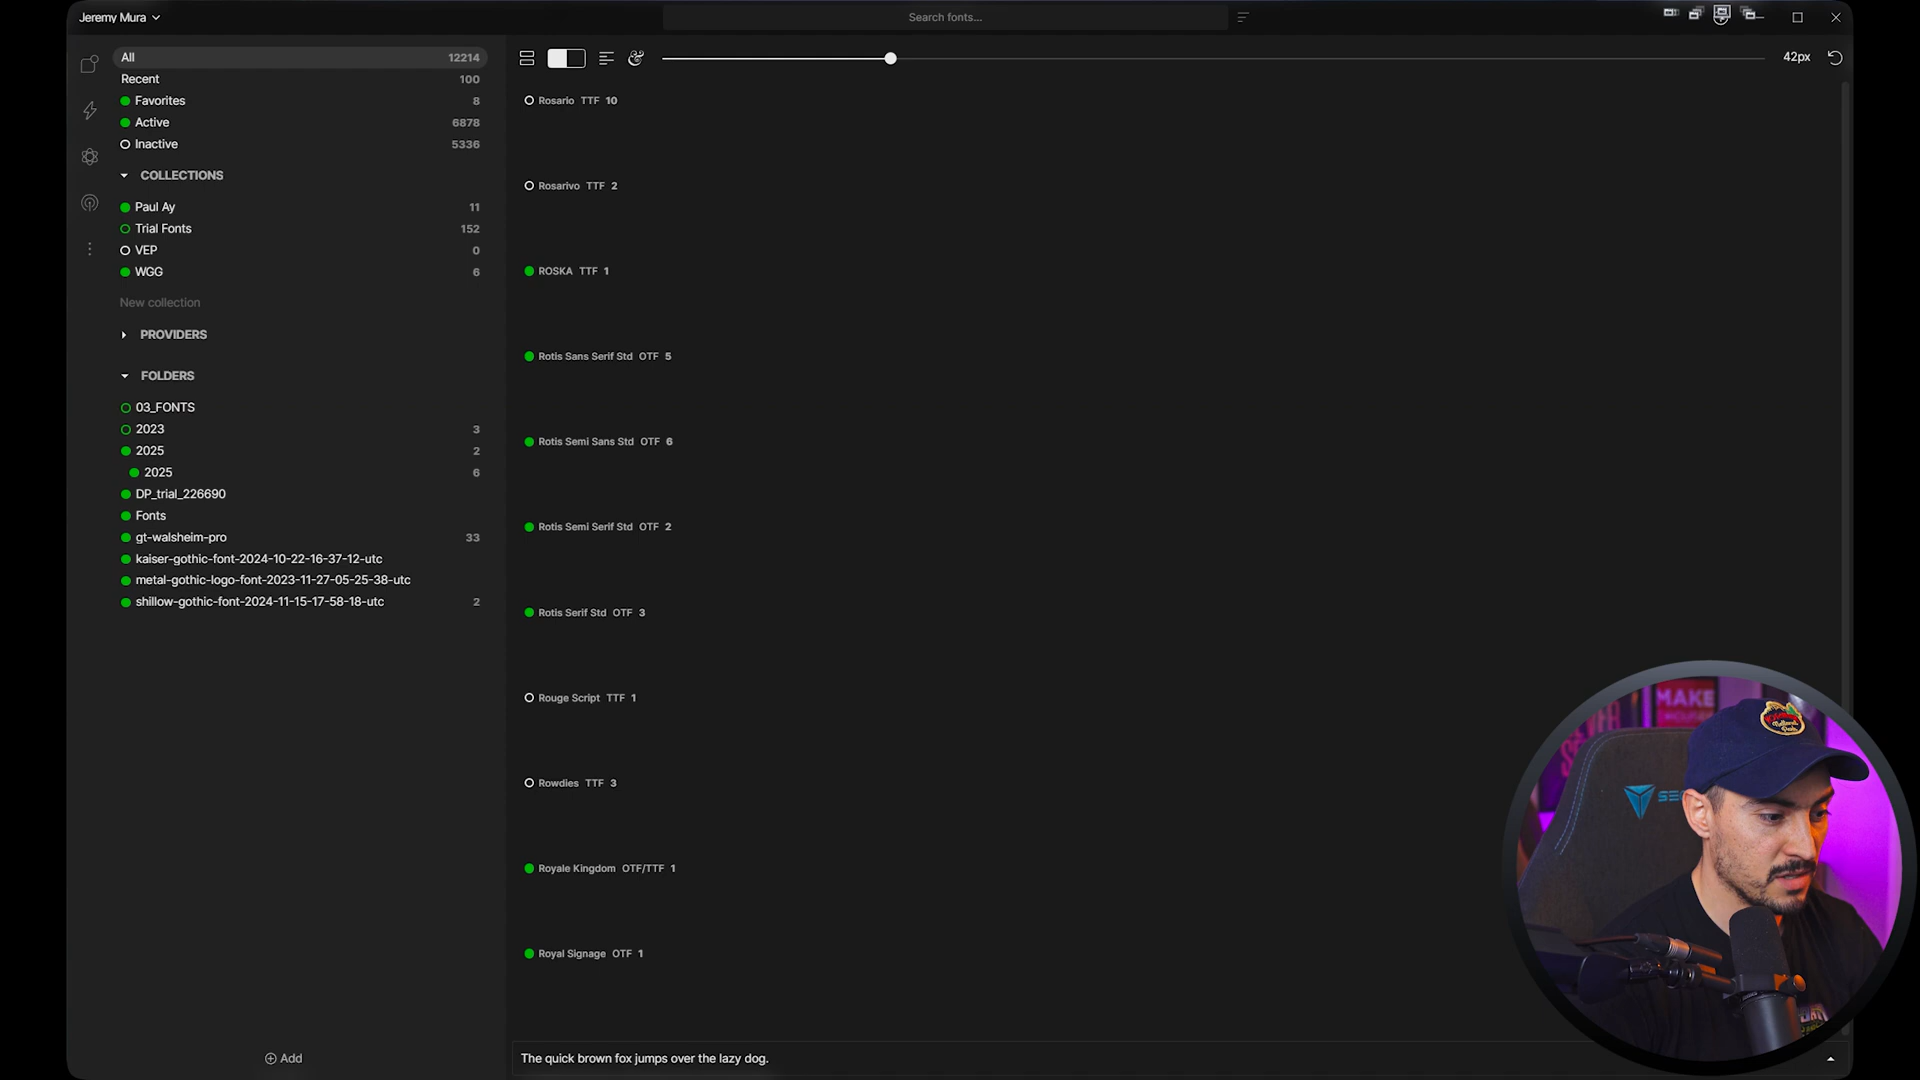 Jeremy Mura
Search fonts...
All 12214
Recent 100
Favorites 8
Active 6878
Inactive 5336
COLLECTIONS
Paul Ay 11
Trial Fonts 152
VEP 0
WGG 6
New collection
PROVIDERS
FOLDERS
03_FONTS
2023 3
2025 2
2025 6
DP_trial_226690
Fonts
gt-walsheim-pro 33
kaiser-gothic-font-2024-10-22-16-37-12-utc
metal-gothic-logo-font-2023-11-27-05-25-38-utc
shillow-gothic-font-2024-11-15-17-58-18-utc 2
Add
42px
Rosario TTF 10
Rosarivo TTF 2
ROSKA TTF 1
Rotis Sans Serif Std OTF 5
Rotis Semi Sans Std OTF 6
Rotis Semi Serif Std OTF 2
Rotis Serif Std OTF 3
Rouge Script TTF 1
Rowdies TTF 3
Royale Kingdom OTF/TTF 1
Royal Signage OTF 1
The quick brown fox jumps over the lazy dog.
MAKE